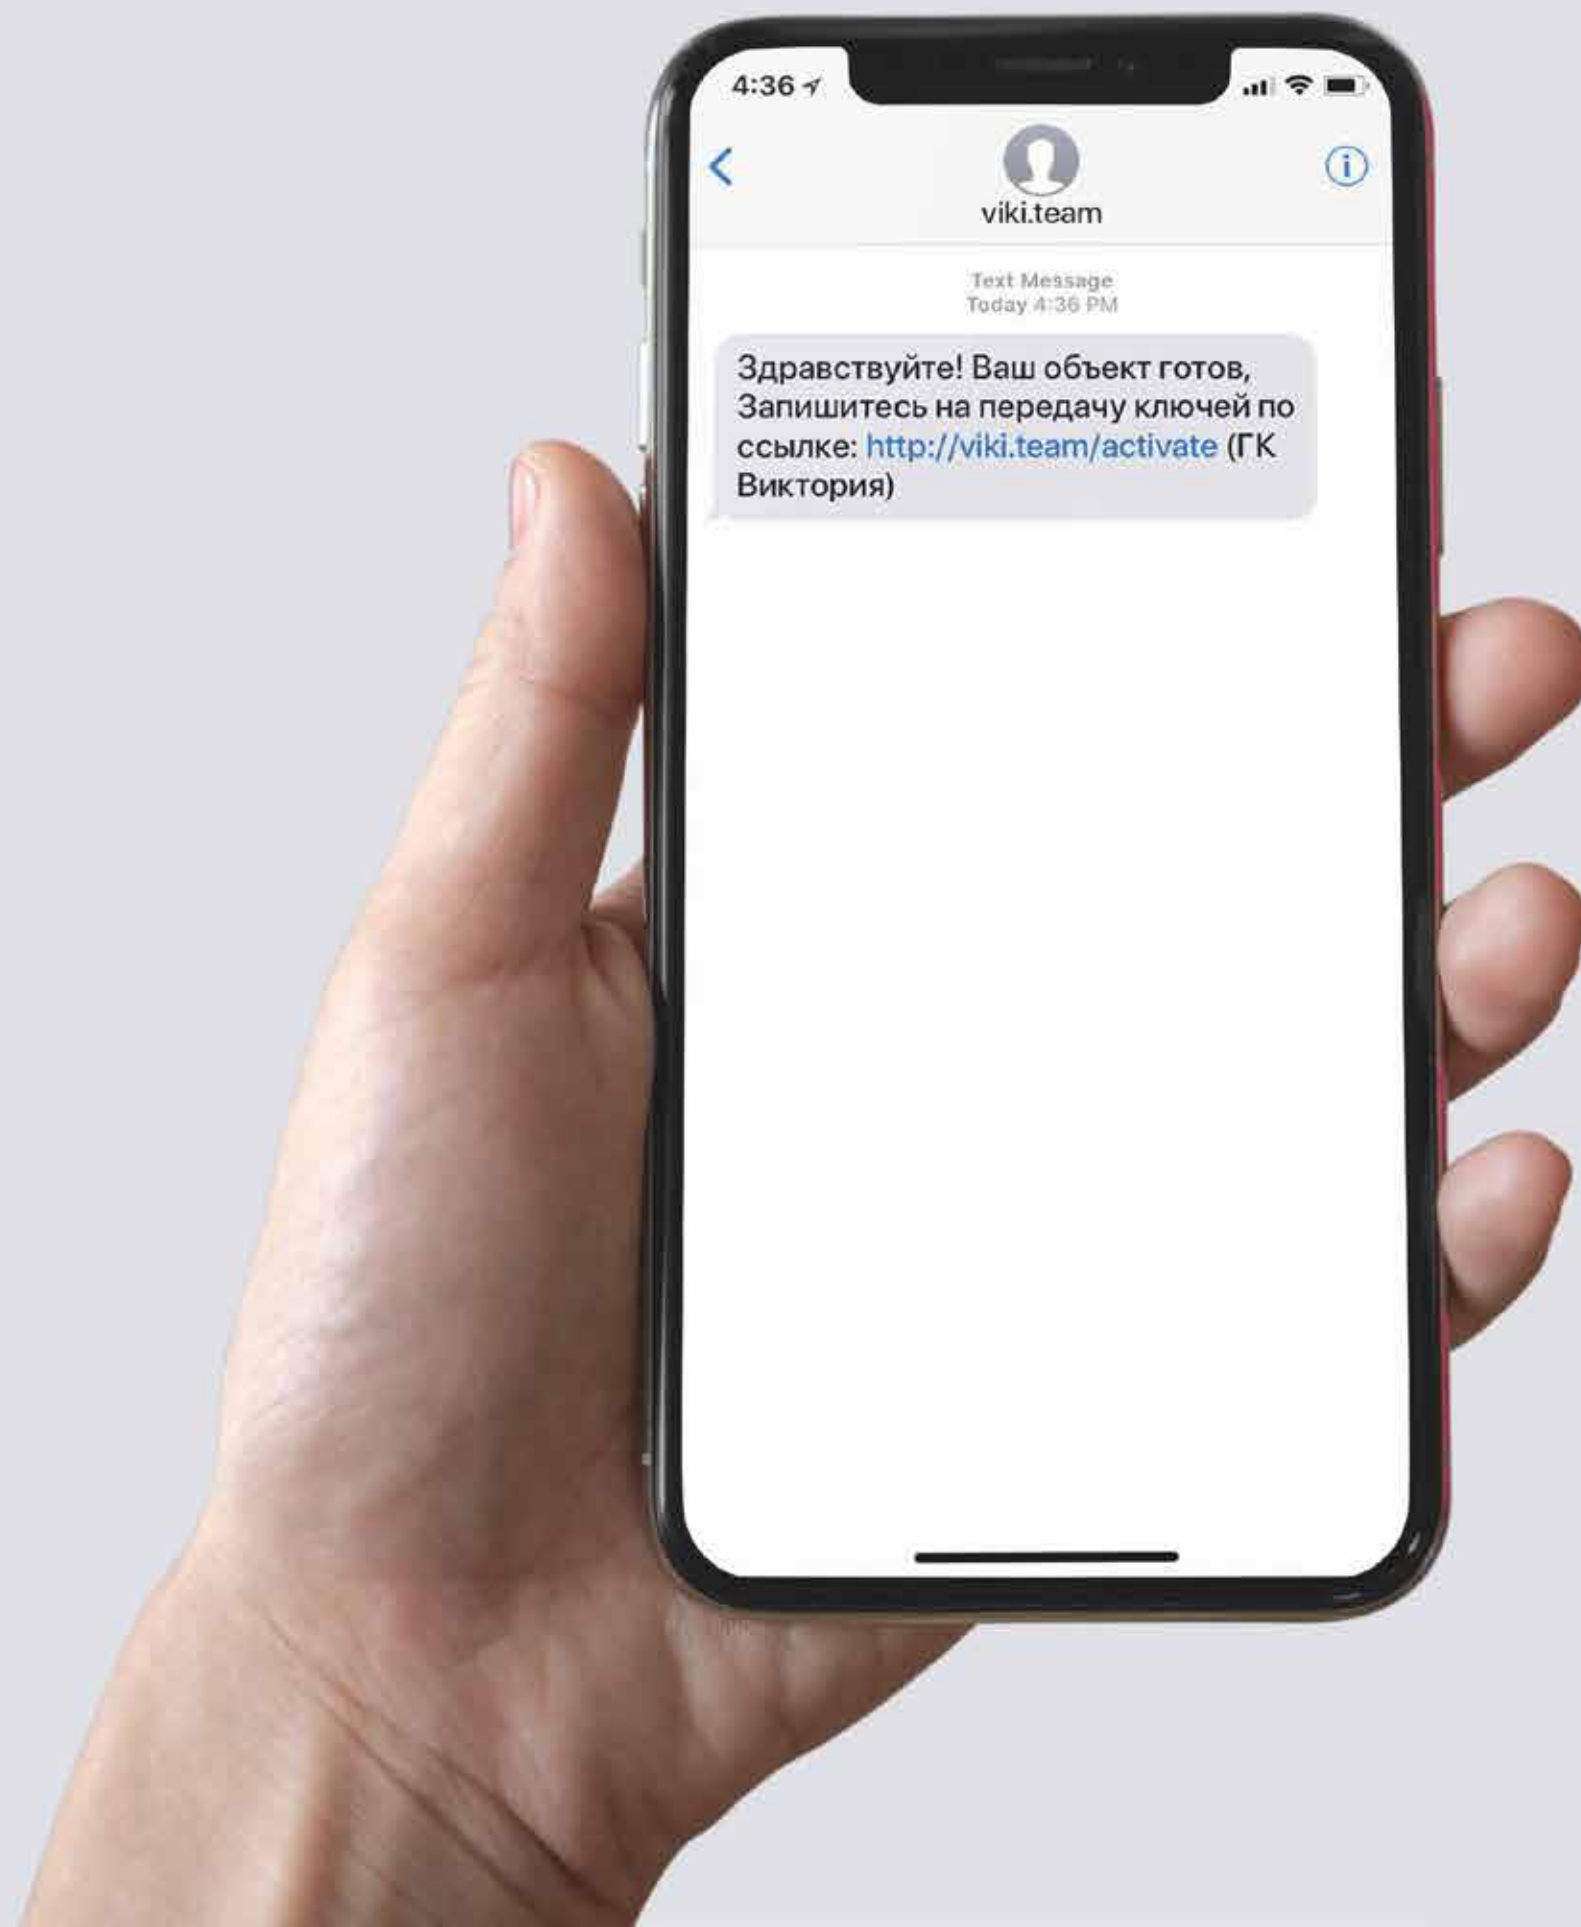 4:36
viki.team
Text Message
Today 4:36 PM
Здравствуйте! Ваш объект готов,
Запишитесь на передачу ключей по
ссылке: http://viki.team/activate (ГК
Виктория)